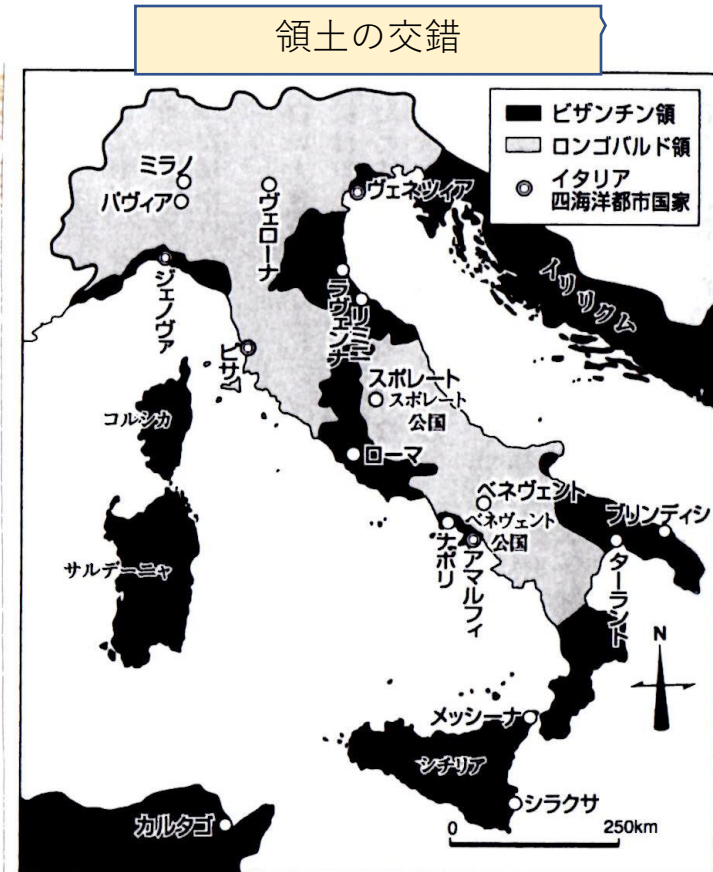 領土の交錯
ビザンチン領
ロンゴバルド領
イタリア
四海洋都市国家
ミラノ
パヴィア
ヴェローナ
ヴェネツィア
ジェノヴァ
ピサ
ラヴェンナ
リミニ
イリリクム
スポレート
スポレート
公国
コルシカ
ローマ
ベネヴェント
ベネヴェント
公国
ブリンディシ
サルデーニャ
ナポリ
アマルフィ
ターラント
N
メッシーナ
シチリア
シラクサ
カルタゴ
0 250km